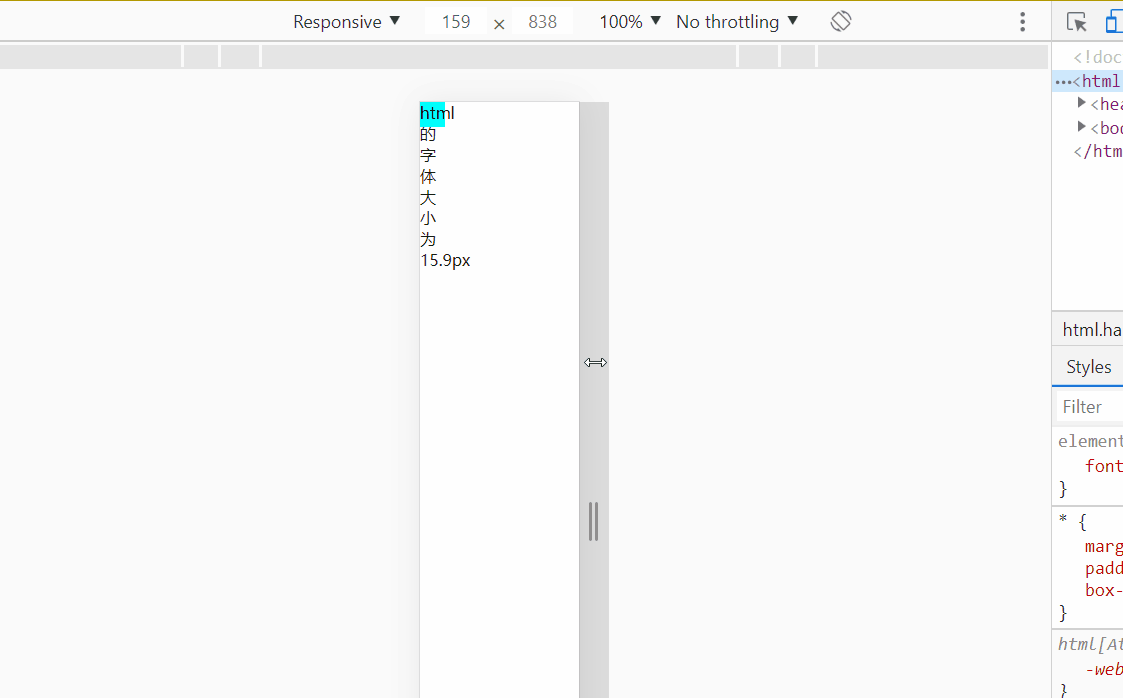 Responsive ▼ 159 × 838 100% ▼ No throttling ▼
<!doc
⋯<html
▶<hea
▶<bod
</htm
html
的
字
体
大
小
为
15.9px
html.ha
Styles
Filter
element
font
}
* {
marg
padd
box-
}
html[At
-web
}